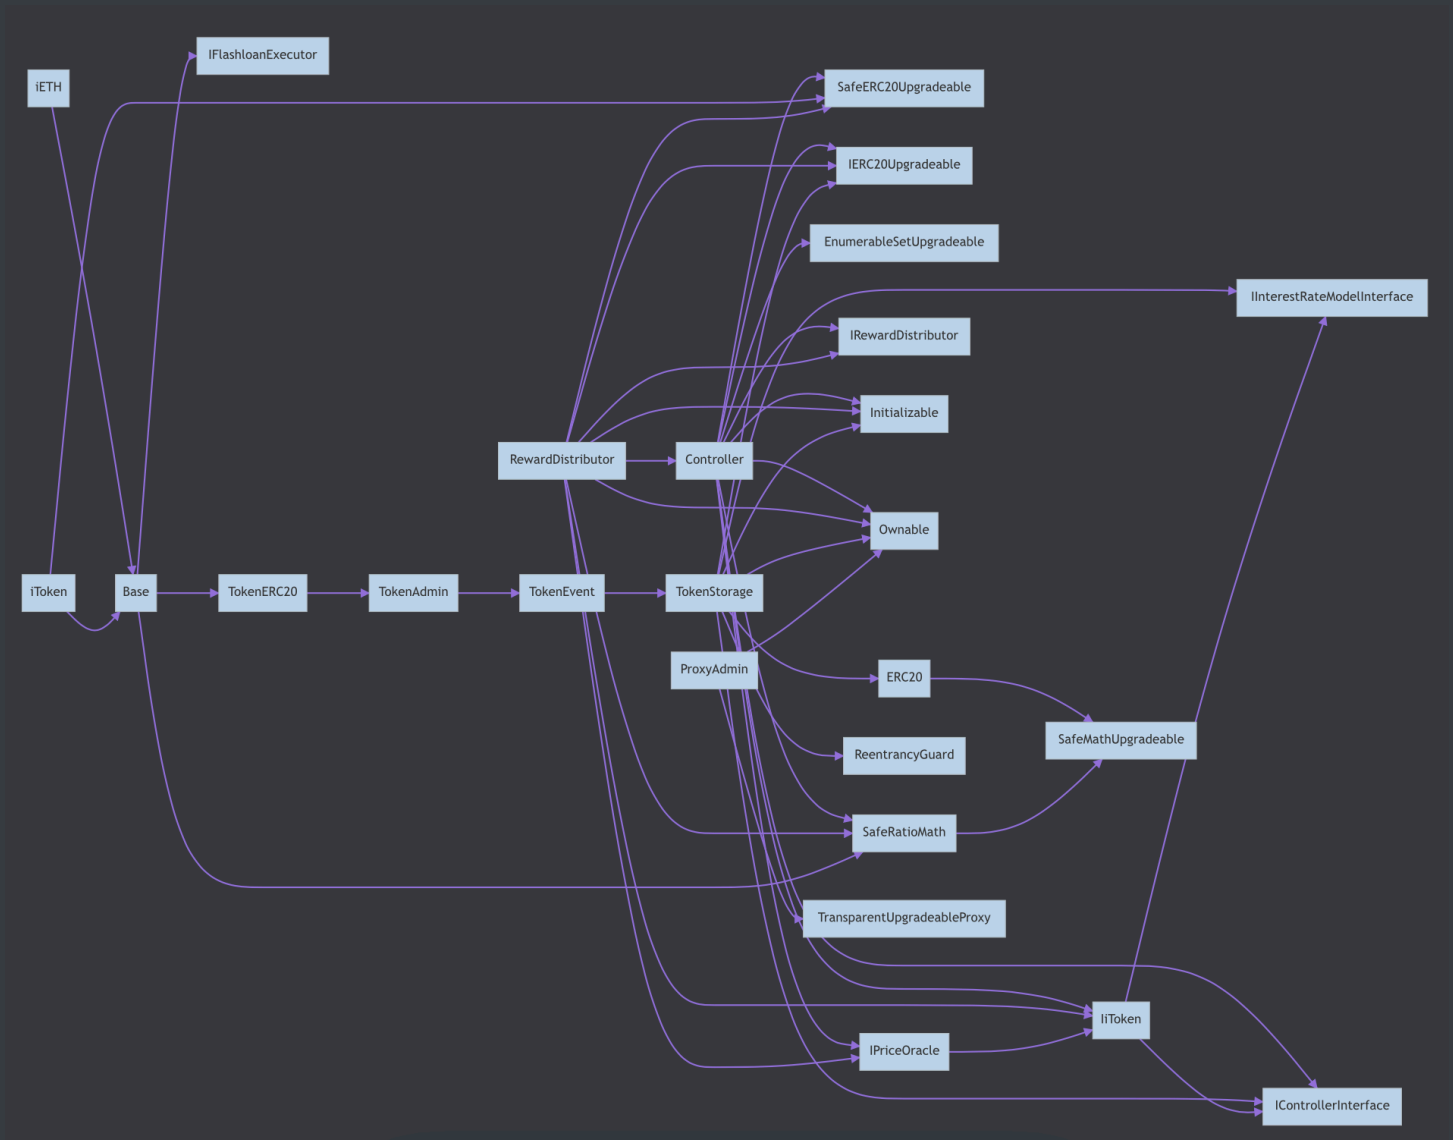 IFlashloanExecutor
iETH
SafeERC20Upgradeable
IERC20Upgradeable
EnumerableSetUpgradeable
IInterestRateModelInterface
IRewardDistributor
Initializable
RewardDistributor
Controller
Ownable
iToken
Base
TokenERC20
TokenAdmin
TokenEvent
TokenStorage
ProxyAdmin
ERC20
SafeMathUpgradeable
ReentrancyGuard
SafeRatioMath
TransparentUpgradeableProxy
IiToken
IPriceOracle
IControllerInterface